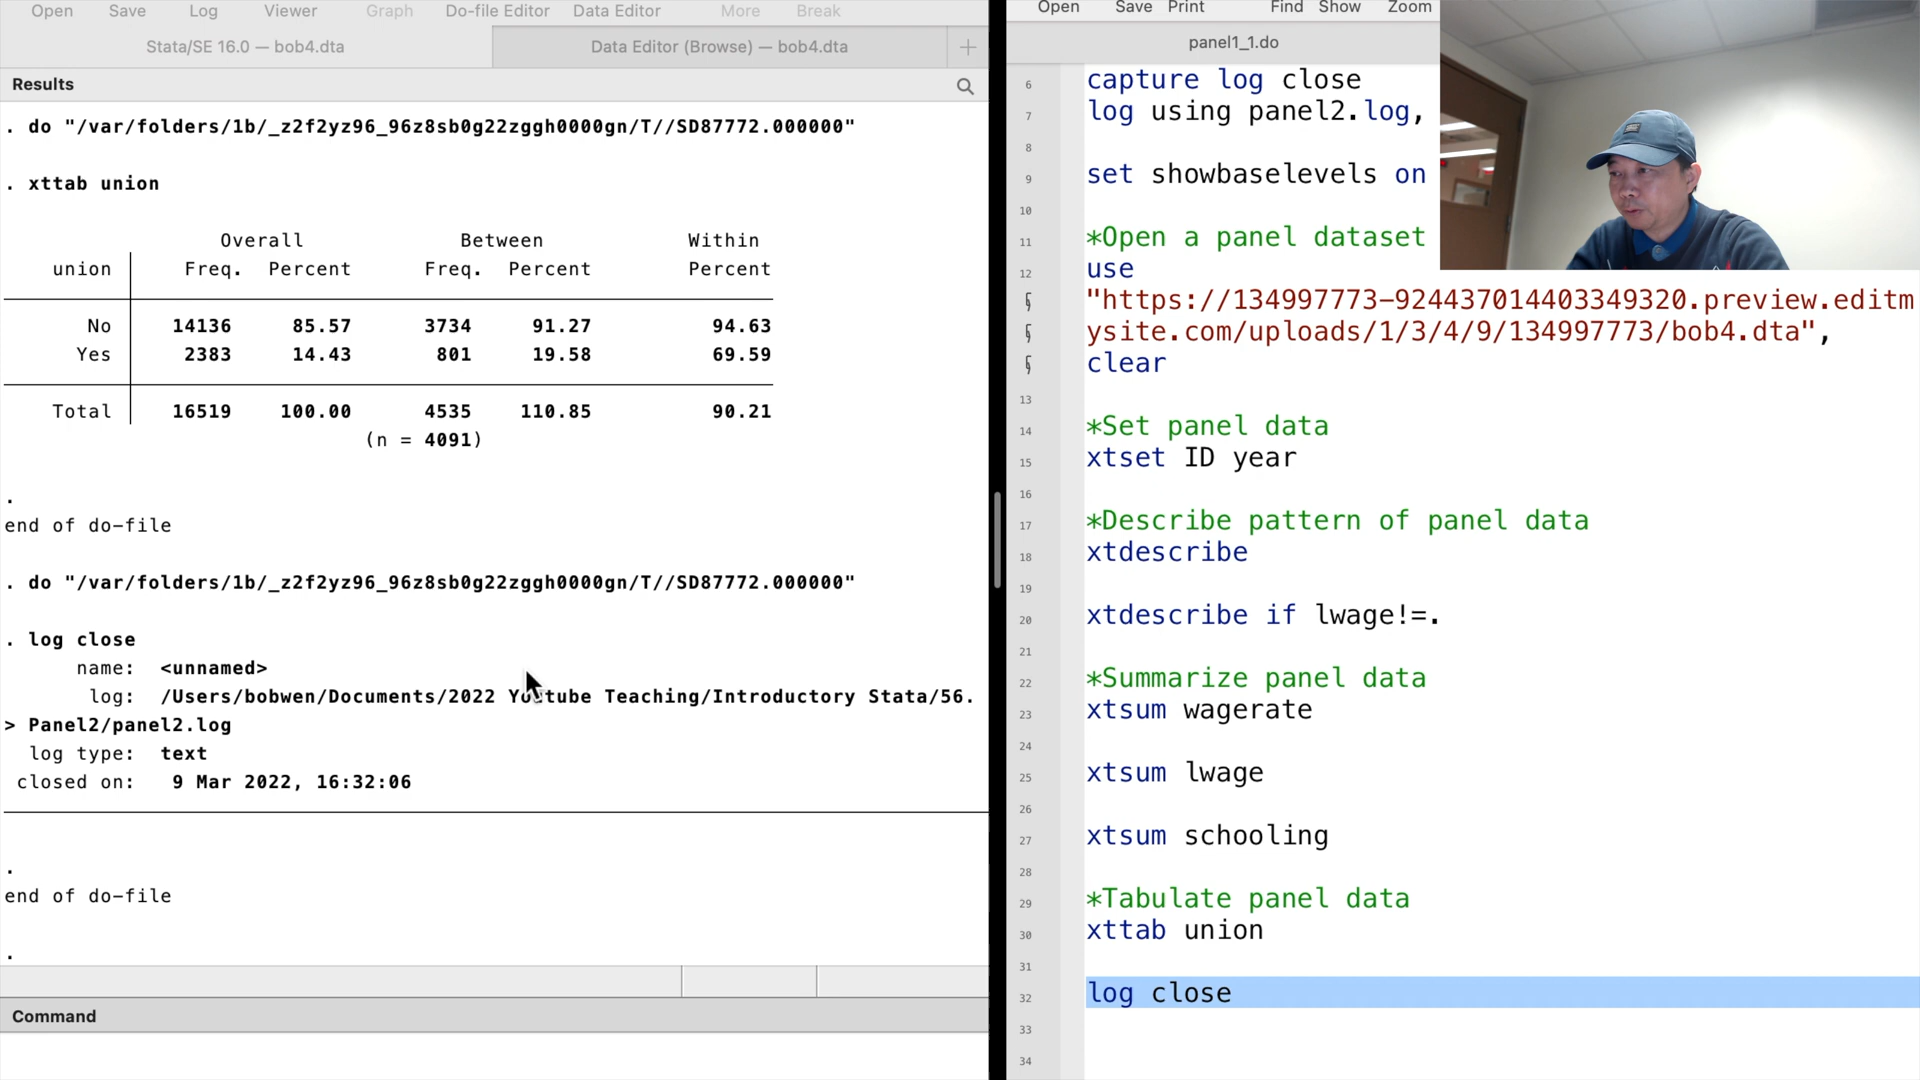 Open Save Log Viewer Graph Do-file Editor Data Editor More Break
Stata/SE 16.0 — bob4.dta
Data Editor (Browse) — bob4.dta
Results
. do "/var/folders/1b/_z2f2yz96_96z8sb0g22zggh0000gn/T//SD87772.000000"
. xttab union
Overall Between Within
union Freq. Percent Freq. Percent Percent
No 14136 85.57 3734 91.27 94.63
Yes 2383 14.43 801 19.58 69.59
Total 16519 100.00 4535 110.85 90.21
(n = 4091)
.
end of do-file
. do "/var/folders/1b/_z2f2yz96_96z8sb0g22zggh0000gn/T//SD87772.000000"
. log close
name: <unnamed>
log: /Users/bobwen/Documents/2022 Youtube Teaching/Introductory Stata/56.
> Panel2/panel2.log
log type: text
closed on: 9 Mar 2022, 16:32:06
.
end of do-file
.
Command
Open Save Print Find Show Zoom
panel1_1.do
6 capture log close
7 log using panel2.log,
8
9 set showbaselevels on
10
11 *Open a panel dataset
12 use
"https://134997773-924437014403349320.preview.editm
ysite.com/uploads/1/3/4/9/134997773/bob4.dta",
clear
13
14 *Set panel data
15 xtset ID year
16
17 *Describe pattern of panel data
18 xtdescribe
19
20 xtdescribe if lwage!=.
21
22 *Summarize panel data
23 xtsum wagerate
24
25 xtsum lwage
26
27 xtsum schooling
28
29 *Tabulate panel data
30 xttab union
31
32 log close
33
34